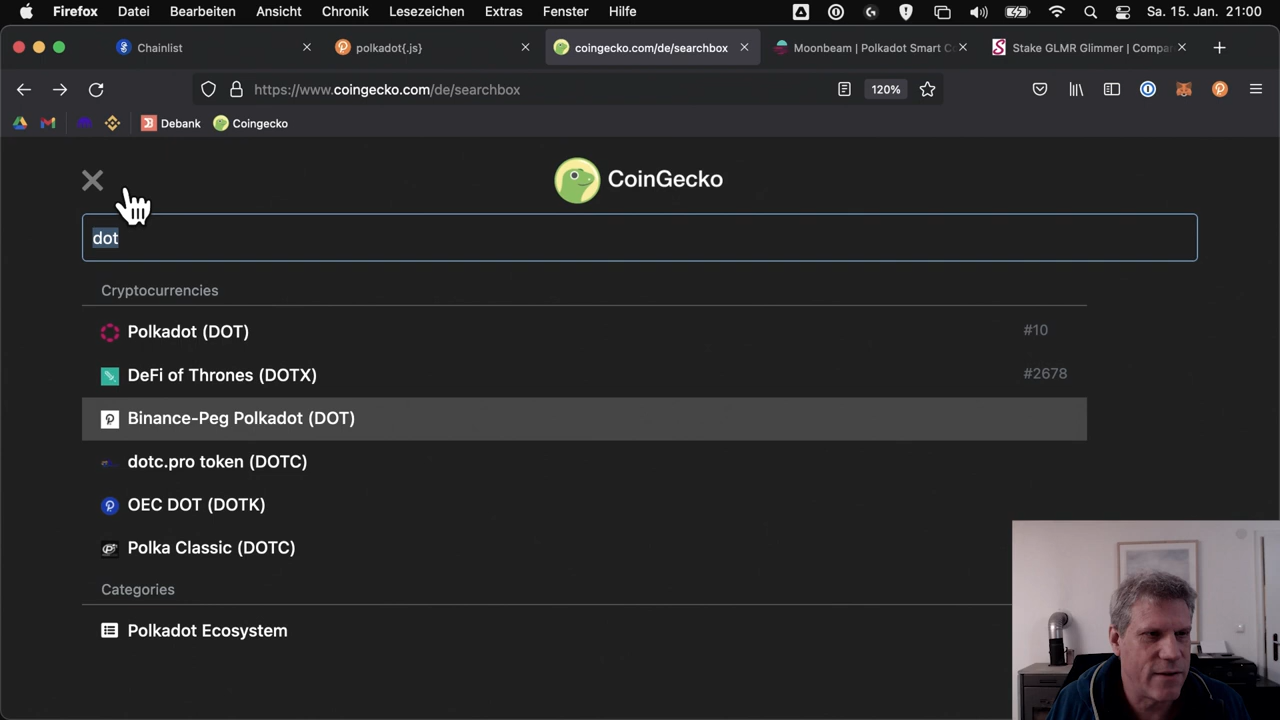 Firefox Datei Bearbeiten Ansicht Chronik Lesezeichen Extras Fenster Hilfe Sa. 15. Jan. 21:00
Chainlist polkadot{.js} coingecko.com/de/searchbox Moonbeam | Polkadot Smart Co Stake GLMR Glimmer | Compa
https://www.coingecko.com/de/searchbox 120%
Debank Coingecko
CoinGecko
dot
Cryptocurrencies
Polkadot (DOT) #10
DeFi of Thrones (DOTX) #2678
Binance-Peg Polkadot (DOT)
dotc.pro token (DOTC)
OEC DOT (DOTK)
Polka Classic (DOTC)
Categories
Polkadot Ecosystem